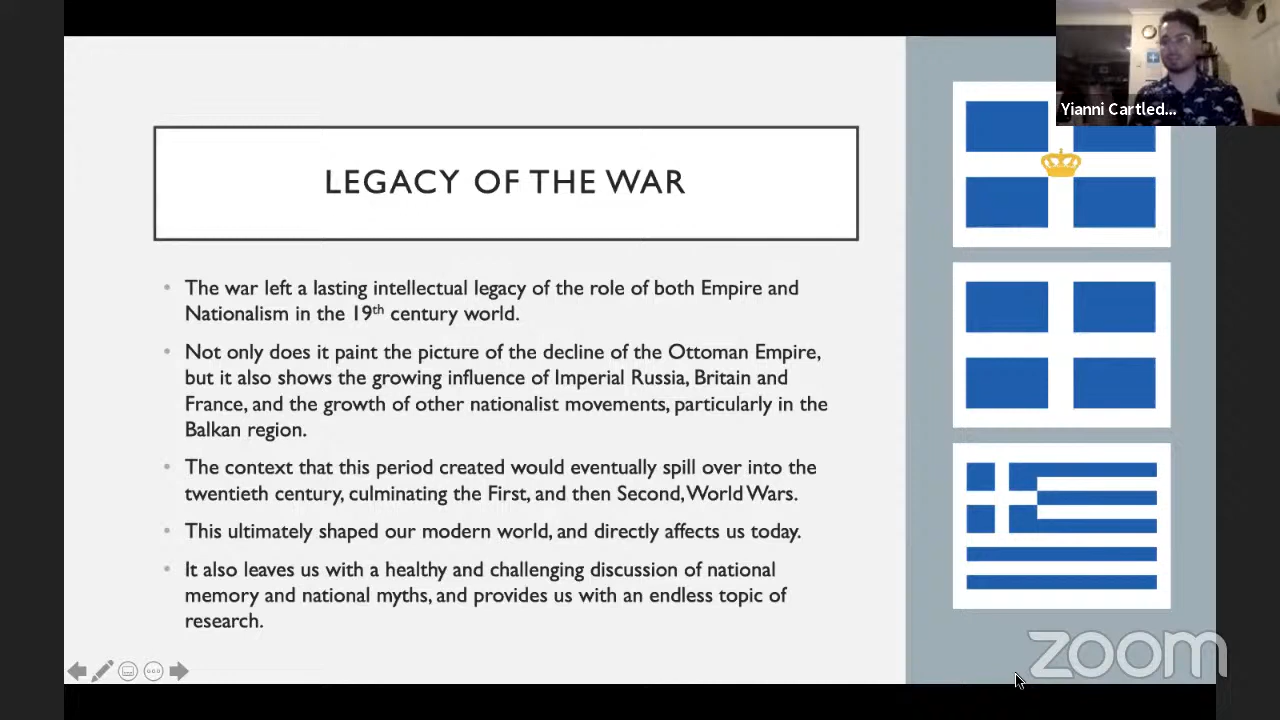 Yianni Cartled...
LEGACY OF THE WAR
• The war left a lasting intellectual legacy of the role of both Empire and
Nationalism in the 19th century world.
• Not only does it paint the picture of the decline of the Ottoman Empire,
but it also shows the growing influence of Imperial Russia, Britain and
France, and the growth of other nationalist movements, particularly in the
Balkan region.
• The context that this period created would eventually spill over into the
twentieth century, culminating the First, and then Second, World Wars.
• This ultimately shaped our modern world, and directly affects us today.
• It also leaves us with a healthy and challenging discussion of national
memory and national myths, and provides us with an endless topic of
research.
zoom